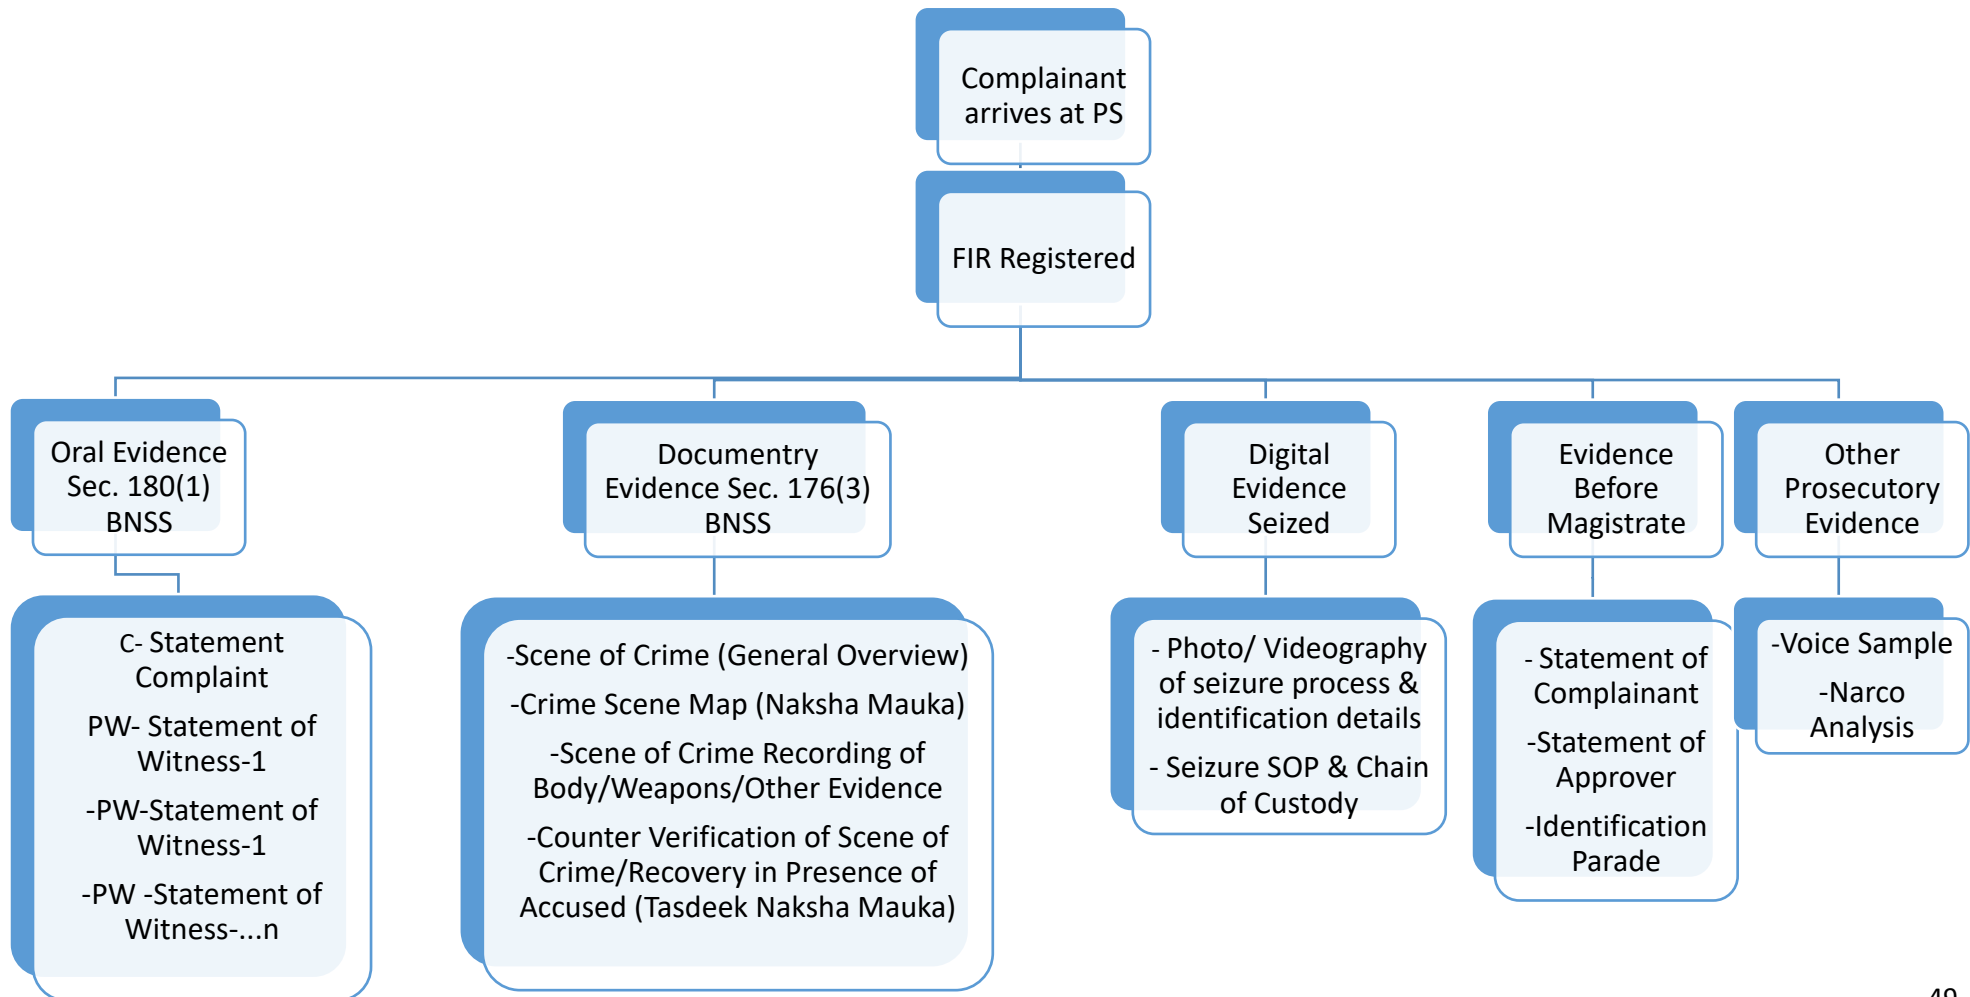 Complainant
arrives at PS
FIR Registered
Oral Evidence
Sec. 180(1)
BNSS
Documentry
Evidence Sec. 176(3)
BNSS
Digital
Evidence
Seized
Evidence
Before
Magistrate
Other
Prosecutory
Evidence
C- Statement
Complaint
PW- Statement of
Witness-1
-PW-Statement of
Witness-1
-PW -Statement of
Witness-...n
-Scene of Crime (General Overview)
-Crime Scene Map (Naksha Mauka)
-Scene of Crime Recording of
Body/Weapons/Other Evidence
-Counter Verification of Scene of
Crime/Recovery in Presence of
Accused (Tasdeek Naksha Mauka)
- Photo/ Videography
of seizure process &
identification details
- Seizure SOP & Chain
of Custody
- Statement of
Complainant
-Statement of
Approver
-Identification
Parade
-Voice Sample
-Narco
Analysis
49